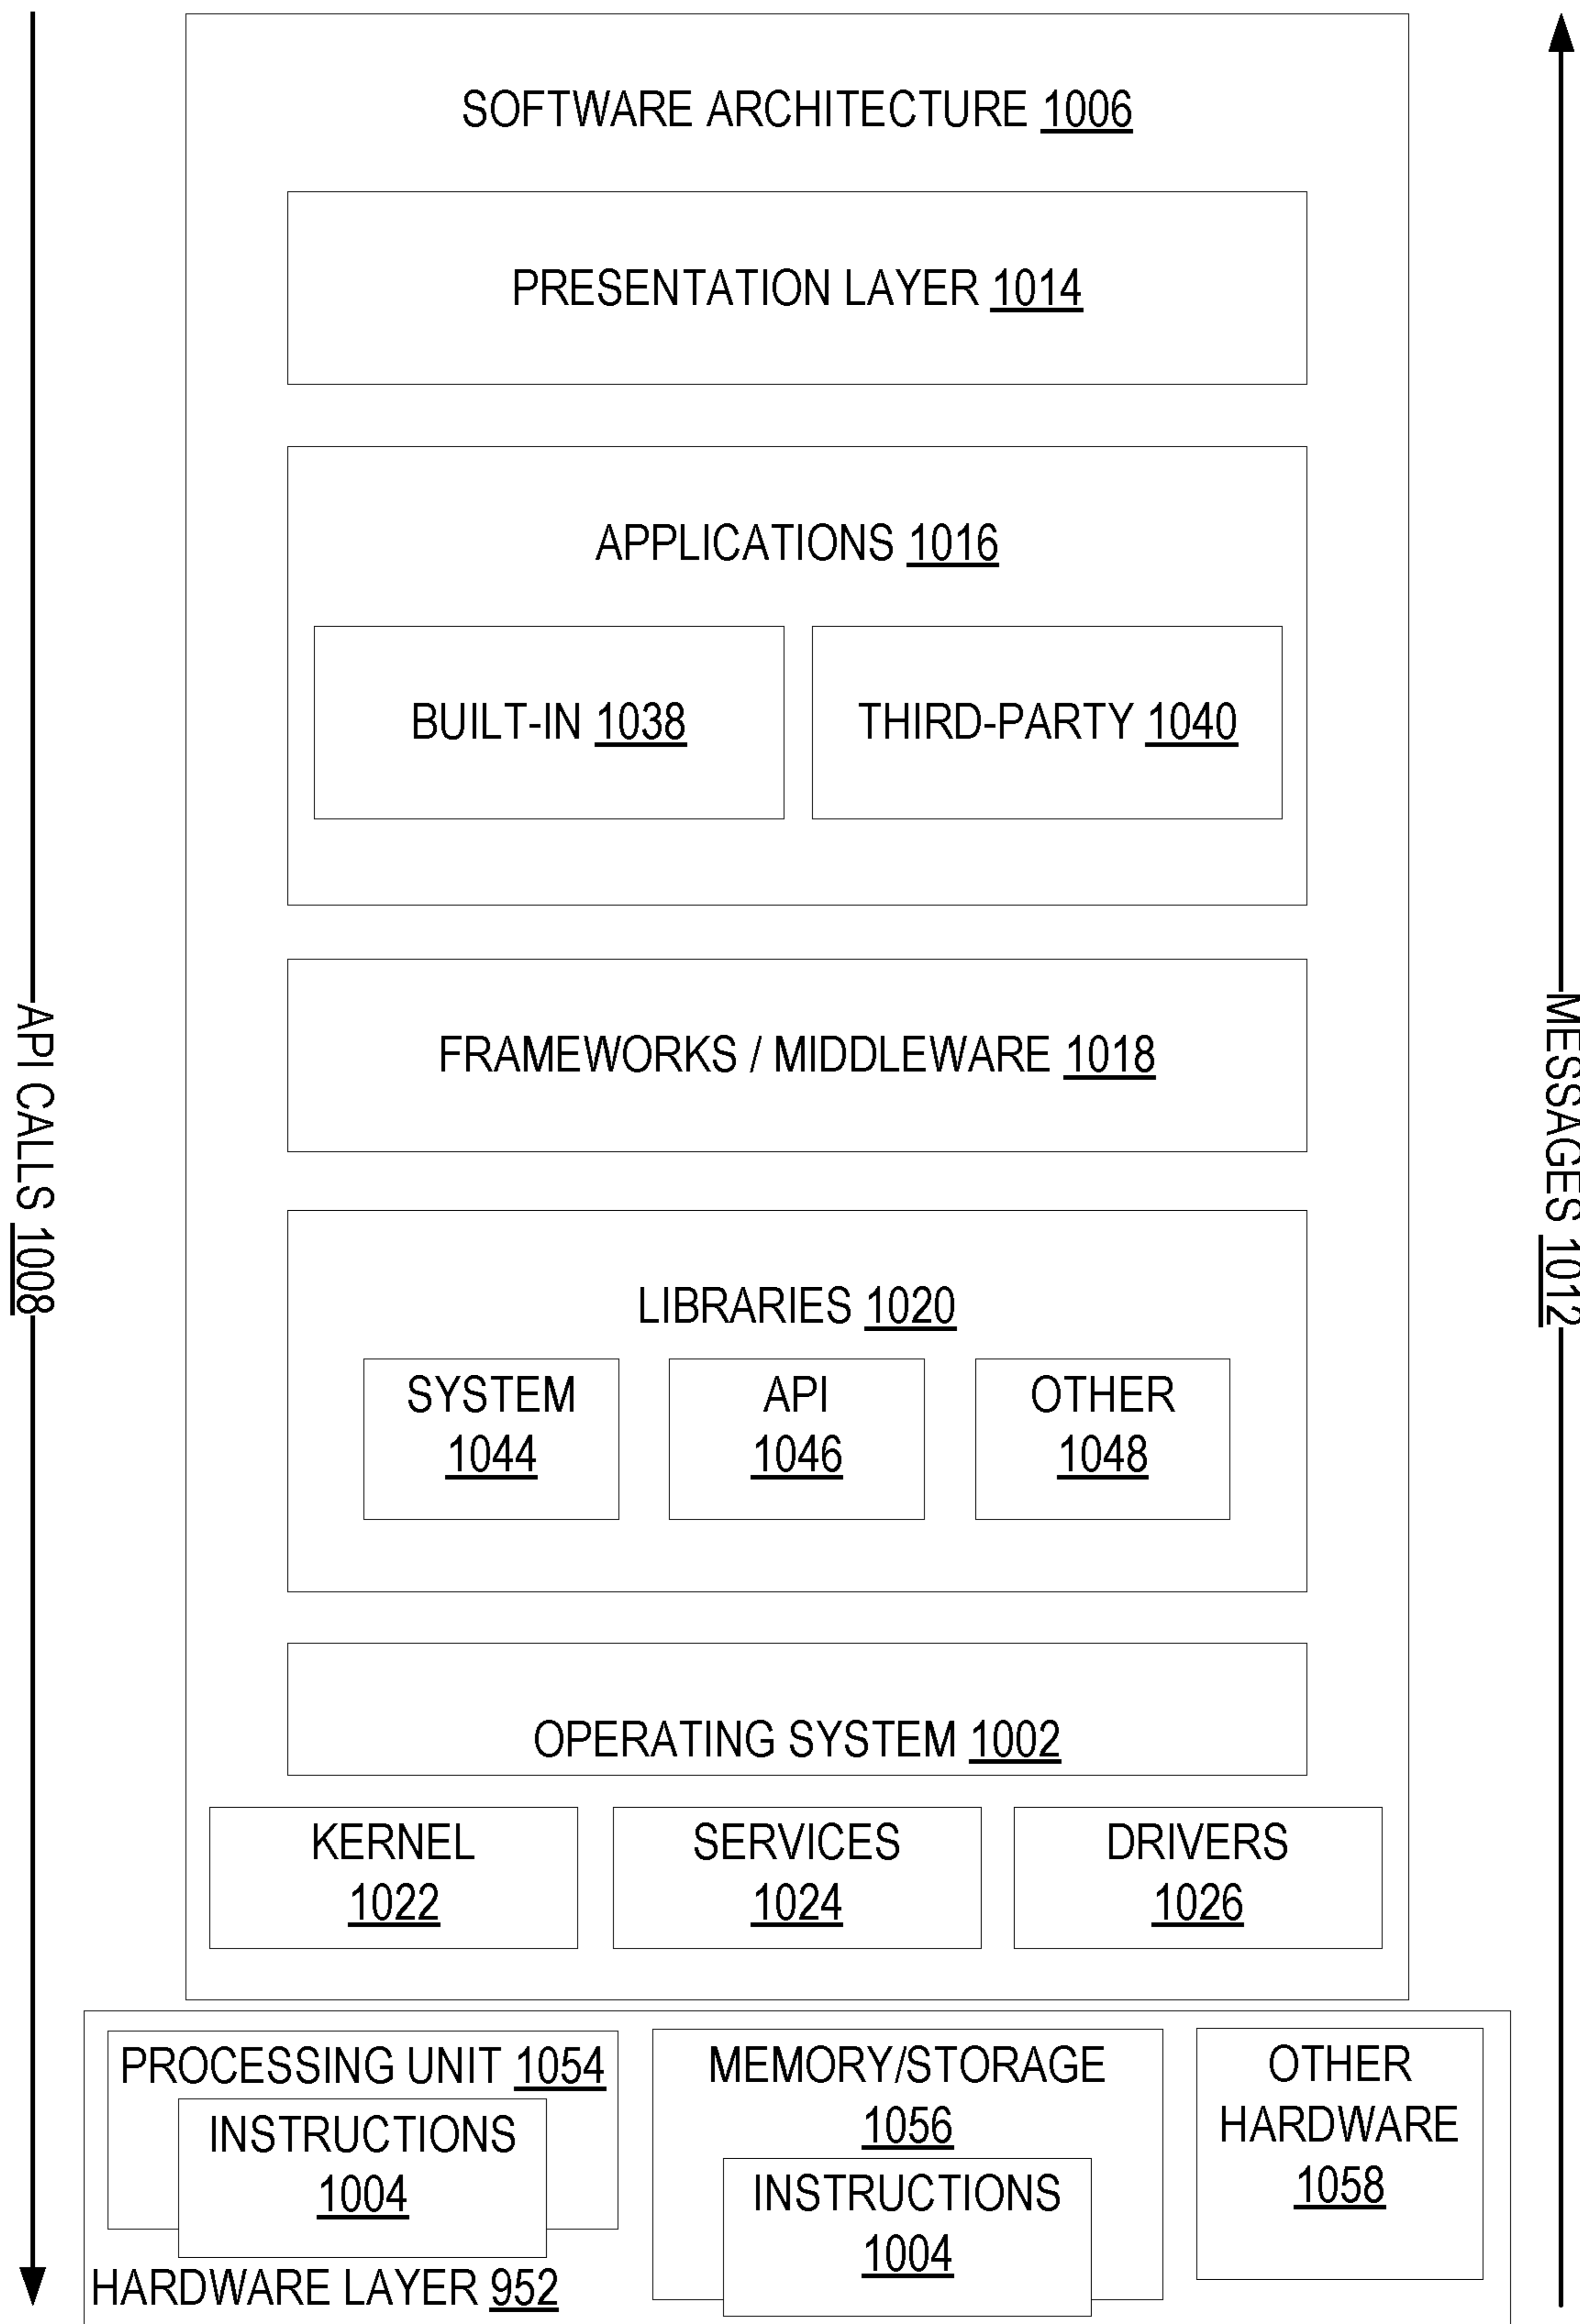 SOFTWARE ARCHITECTURE 1006
PRESENTATION LAYER 1014
APPLICATIONS 1016
BUILT-IN 1038
THIRD-PARTY 1040
FRAMEWORKS / MIDDLEWARE 1018
API CALLS 1008
MESSAGES 1012
LIBRARIES 1020
SYSTEM
1044
API
1046
OTHER
1048
OPERATING SYSTEM 1002
KERNEL
1022
SERVICES
1024
DRIVERS
1026
PROCESSING UNIT 1054
INSTRUCTIONS
1004
MEMORY/STORAGE
1056
INSTRUCTIONS
1004
OTHER
HARDWARE
1058
HARDWARE LAYER 952